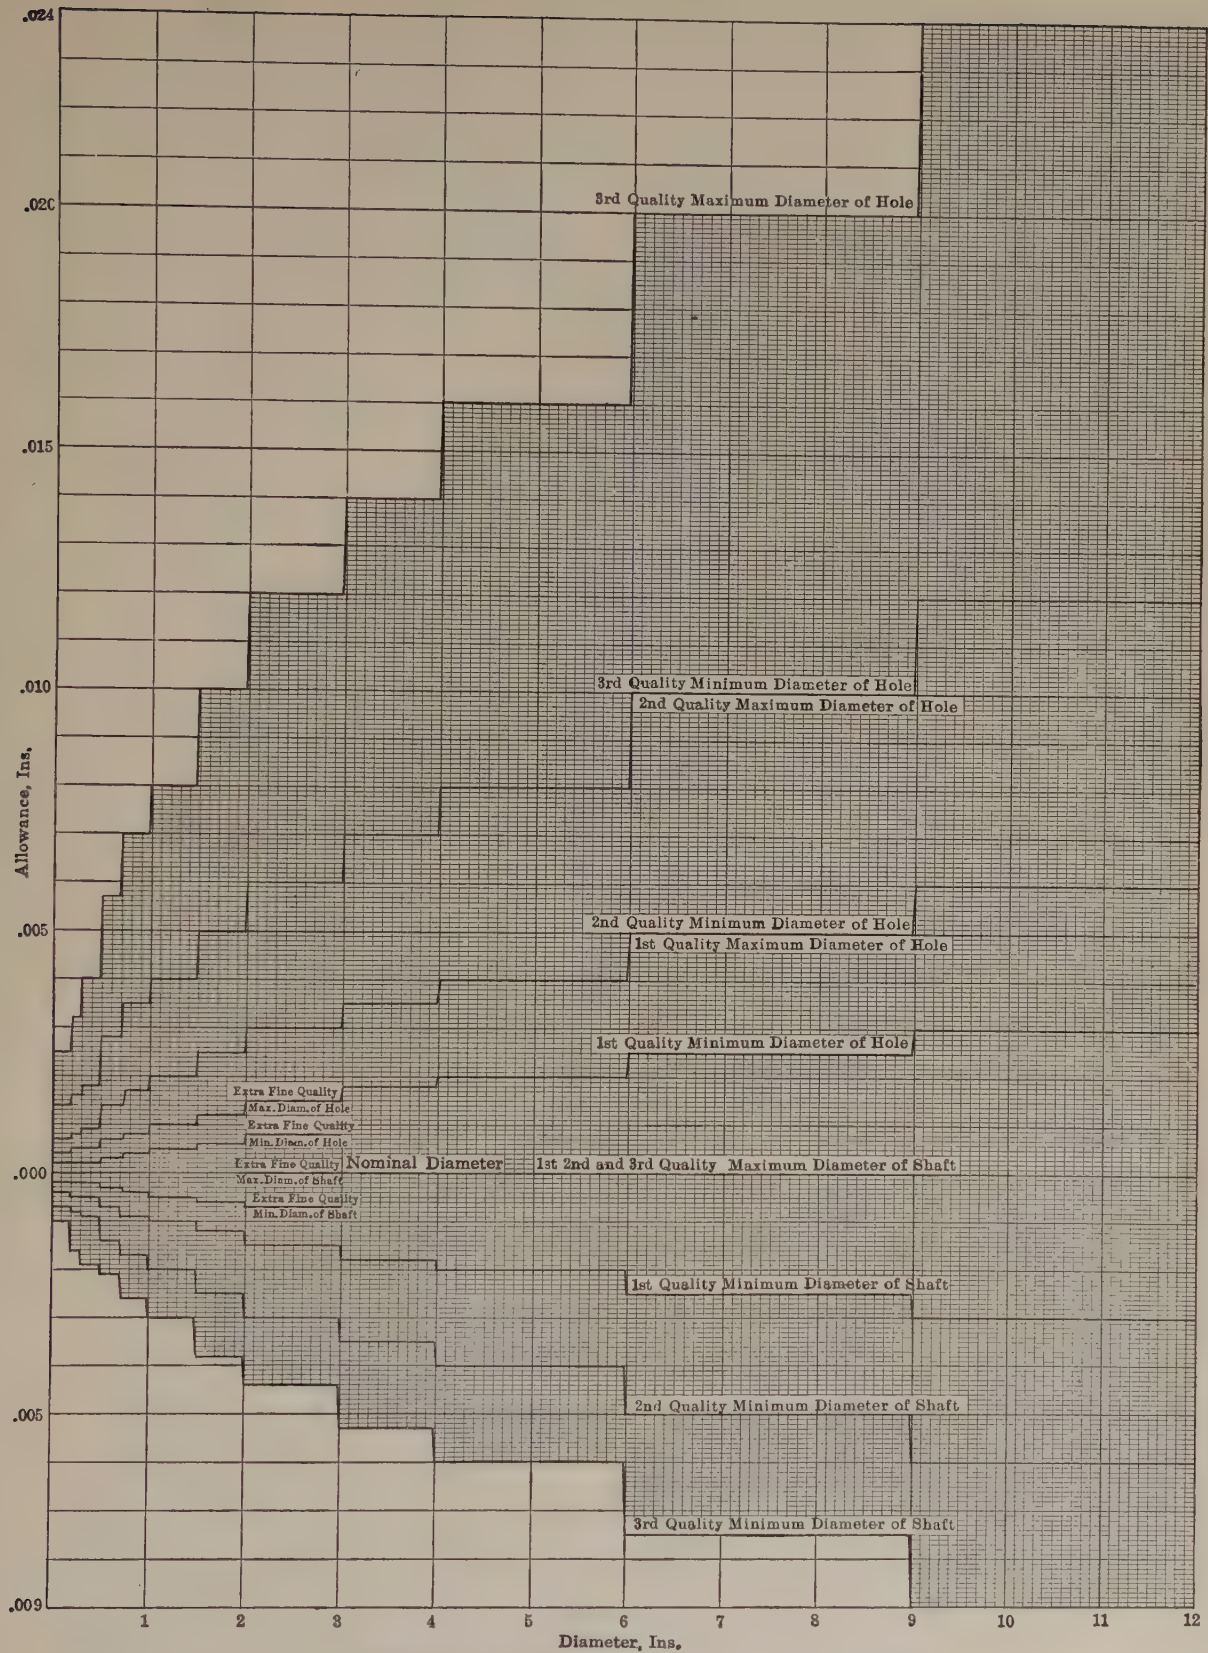 .024
3rd Quality Maximum Diameter of Hole
.020
.015
3rd Quality Minimum Diameter of Hole
.010
2nd Quality Maximum Diameter of Hole
Allowance, Ins.
2nd Quality Minimum Diameter of Hole
.005
1st Quality Maximum Diameter of Hole
1st Quality Minimum Diameter of Hole
Extra Fine Quality
Max. Diam. of Hole
Extra Fine Quality
Min. Diam. of Hole
.000
Extra Fine Quality
Nominal Diameter
1st 2nd and 3rd Quality Maximum Diameter of Shaft
Max. Diam. of Shaft
Extra Fine Quality
Min. Diam. of Shaft
1st Quality Minimum Diameter of Shaft
2nd Quality Minimum Diameter of Shaft
.005
3rd Quality Minimum Diameter of Shaft
.009
1 2 3 4 5 6 7 8 9 10 11 12
Diameter, Ins.